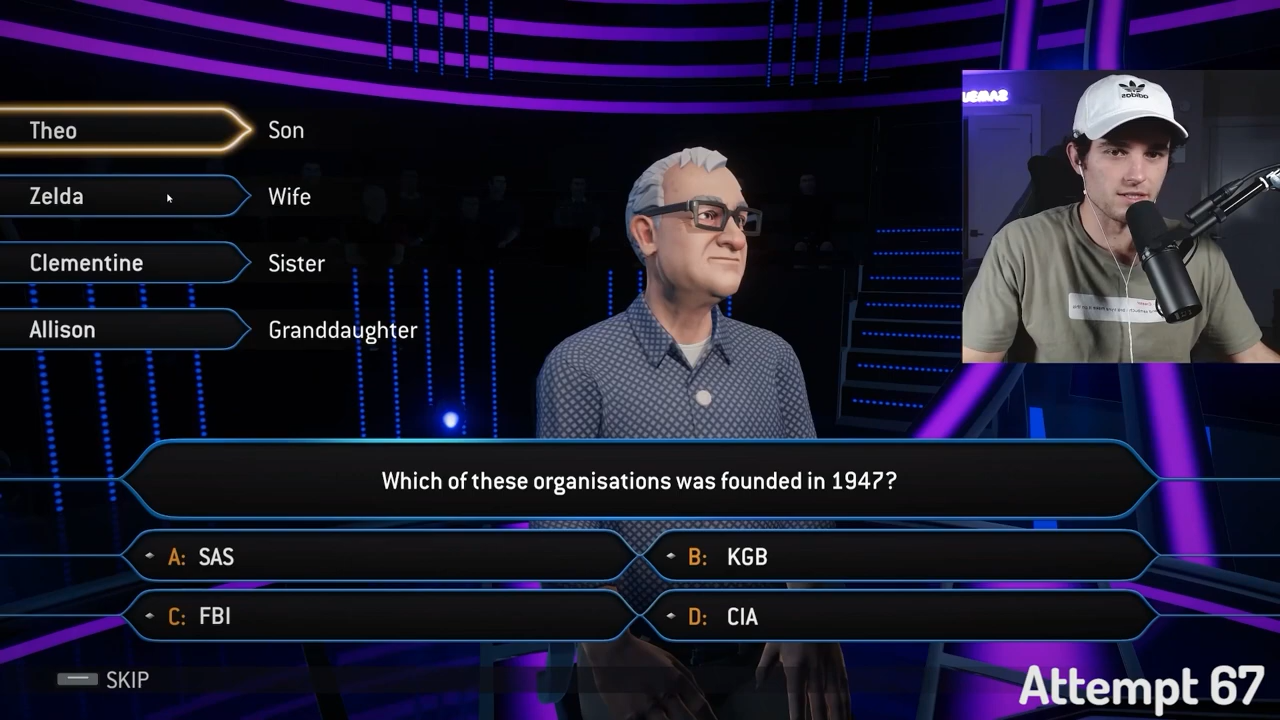 Theo
Son
Zelda
Wife
Clementine
Sister
Allison
Granddaughter
adidas
Which of these organisations was founded in 1947?
A: SAS
B: KGB
C: FBI
D: CIA
SKIP
Attempt 67